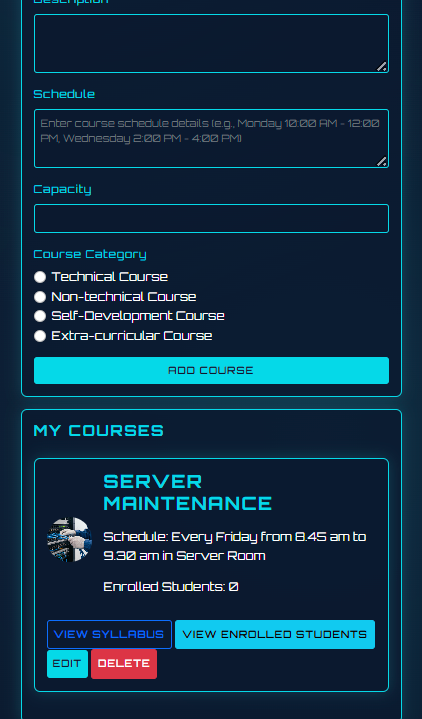 Description
Schedule
Enter course schedule details (e.g., Monday 10:00 AM - 12:00
PM, Wednesday 2:00 PM - 4:00 PM)
Capacity
Course Category
Technical Course
Non-technical Course
Self-Development Course
Extra-curricular Course
ADD COURSE
MY COURSES
SERVER
MAINTENANCE
Schedule: Every Friday from 8.45 am to
9.30 am in Server Room
Enrolled Students: 0
VIEW SYLLABUS VIEW ENROLLED STUDENTS
EDIT DELETE